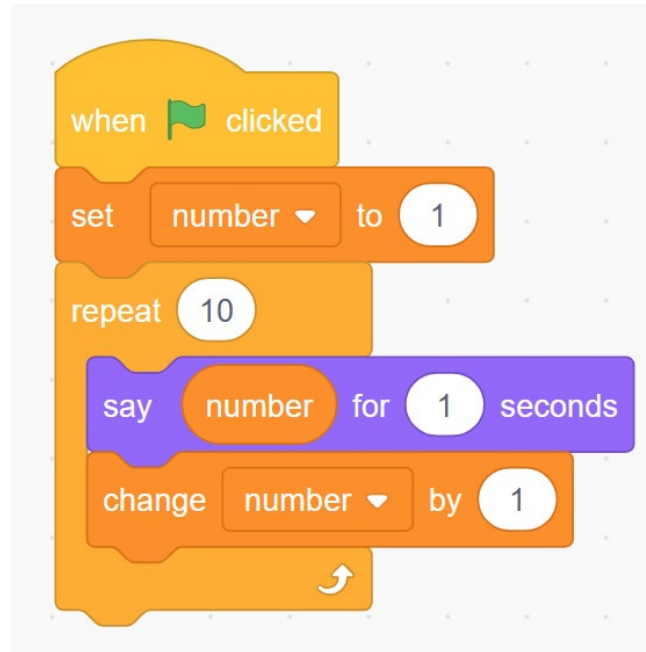 when clicked
set number to 1
repeat 10
say number for 1 seconds
change number by 1